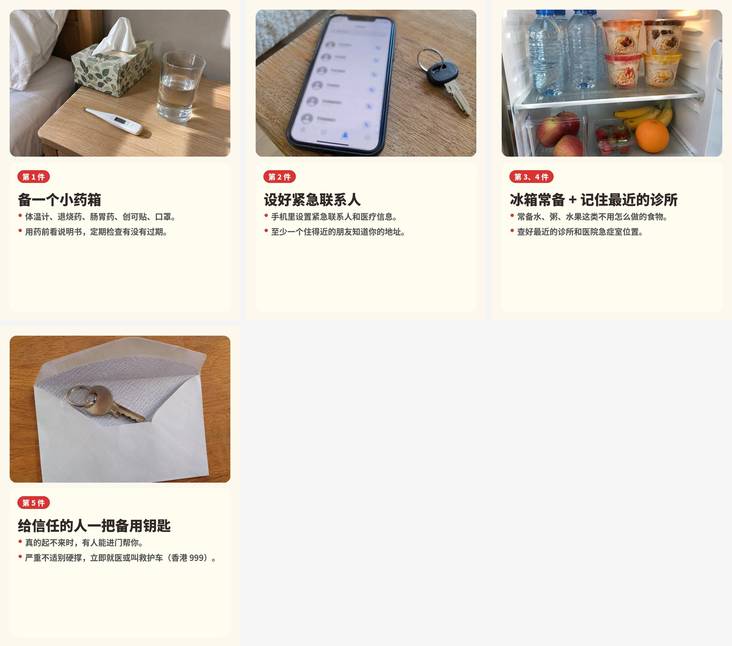 第 1 件
备一个小药箱
• 体温计、退烧药、肠胃药、创可贴、口罩。
• 用药前看说明书，定期检查有没有过期。
第 2 件
设好紧急联系人
• 手机里设置紧急联系人和医疗信息。
• 至少一个住得近的朋友知道你的地址。
第 3、4 件
冰箱常备 + 记住最近的诊所
• 常备水、粥、水果这类不用怎么做的食物。
• 查好最近的诊所和医院急症室位置。
第 5 件
给信任的人一把备用钥匙
• 真的起不来时，有人能进门帮你。
• 严重不适别硬撑，立即就医或叫救护车（香港 999）。